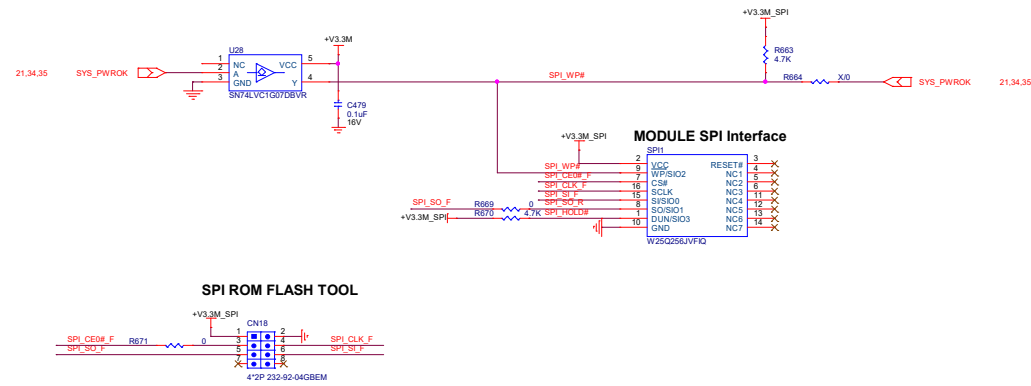 +V3.3M_SPI
+V3.3M
U28
R663
4.7K
1
2
3
NC
A
GND
VCC
Y
5
4
21,34,35
SYS_PWROK
SPI_WP#
R664
X/0
SYS_PWROK
21,34,35
SN74LVC1G07DBVR
C479
0.1uF
16V
MODULE SPI Interface
+V3.3M_SPI
SPI1
2 VCC RESET# 3
SPI_WP# 9 WP/SIO2 NC1 4
SPI_CE0#_F 7 CS# NC2 5
SPI_CLK_F 16 SCLK NC3 6
SPI_SI_F 15 SI/SIO0 NC4 11
SPI_SO_F R669 0 SPI_SO_R 8 SO/SIO1 NC5 12
+V3.3M_SPI R670 4.7K SPI_HOLD# 1 DUN/SIO3 NC6 13
10 GND NC7 14
W25Q256JVFIQ
SPI ROM FLASH TOOL
+V3.3M_SPI
CN18
1 2
SPI_CE0#_F R671 0 3 4 SPI_CLK_F
SPI_SO_F 5 6 SPI_SI_F
7 8
4*2P 232-92-04GBEM